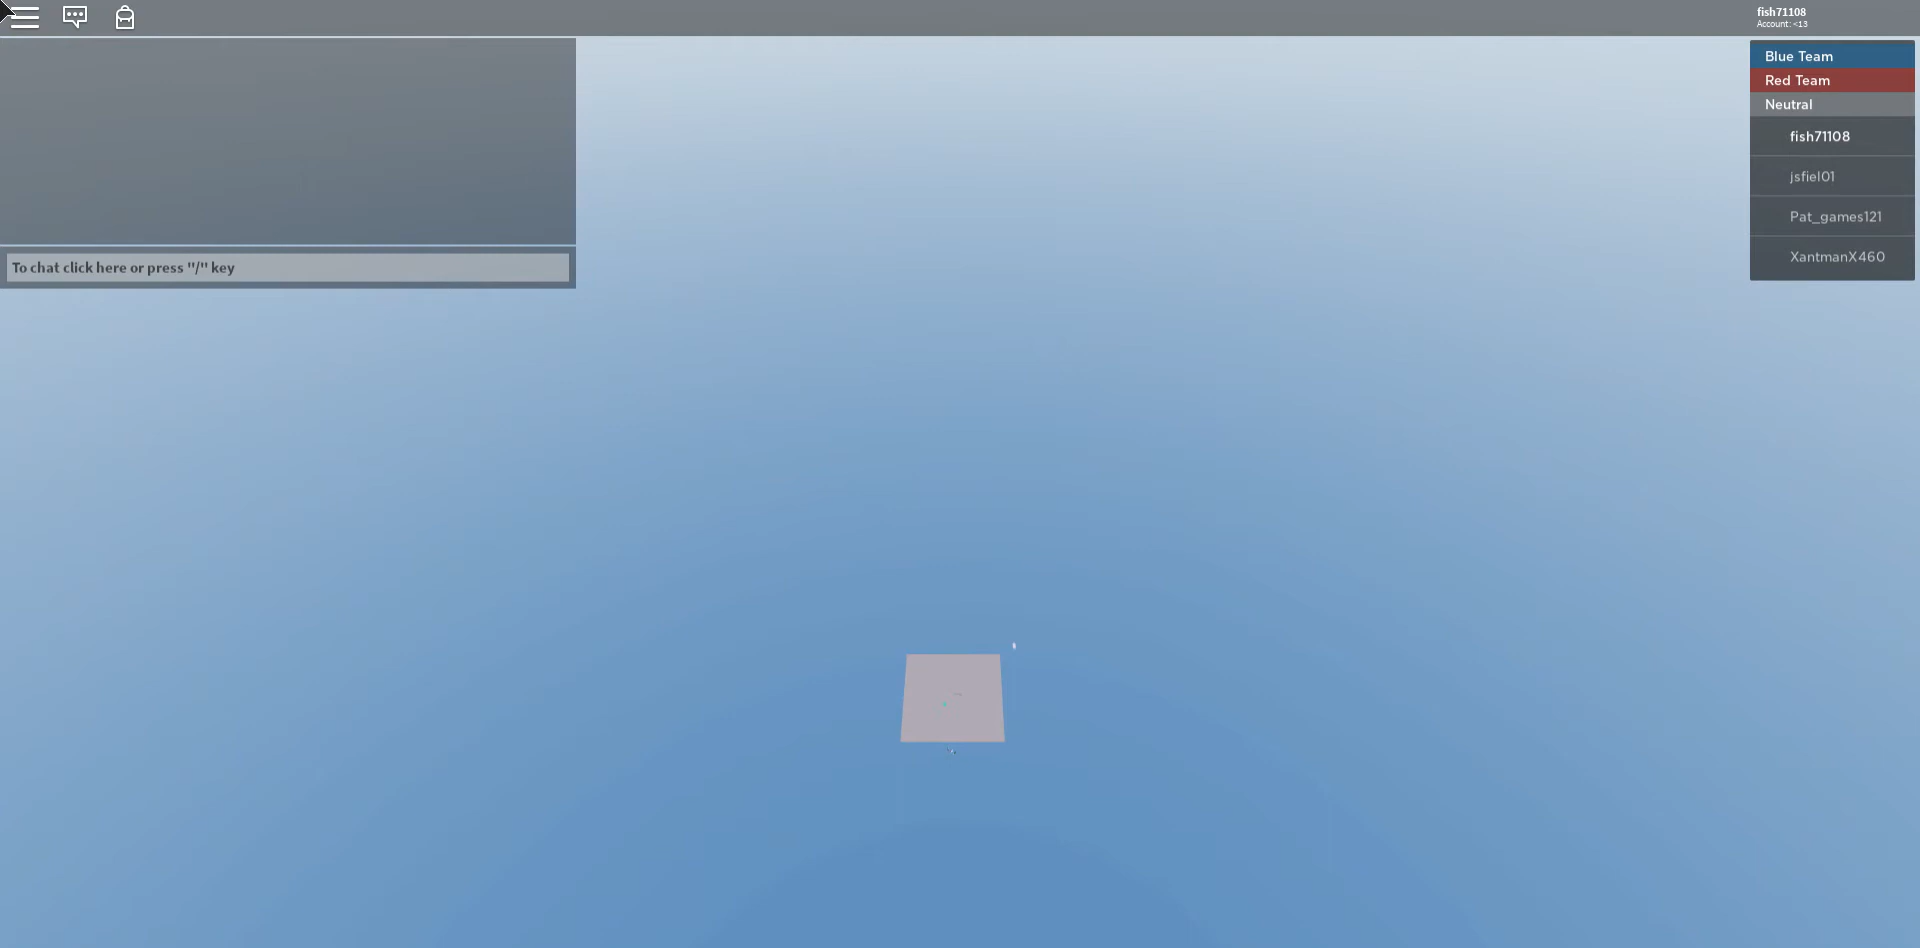 fish71108
Account: <13
Blue Team
Red Team
Neutral
fish71108
jsfiel01
Pat_games121
XantmanX460
To chat click here or press "/" key